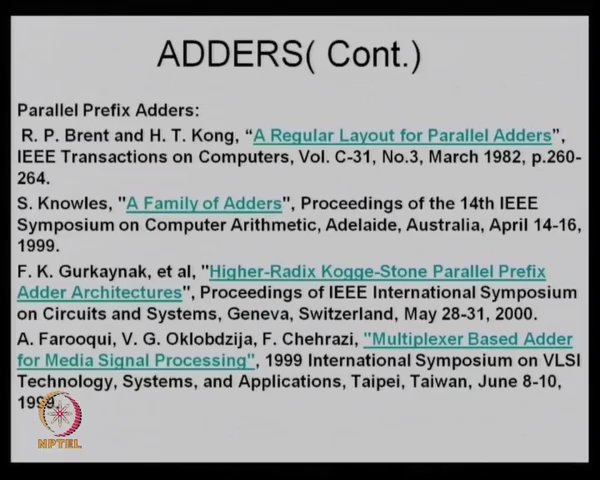 ADDERS( Cont.)
Parallel Prefix Adders:
R. P. Brent and H. T. Kong, “A Regular Layout for Parallel Adders”,
IEEE Transactions on Computers, Vol. C-31, No.3, March 1982, p.260-
264.
S. Knowles, "A Family of Adders", Proceedings of the 14th IEEE
Symposium on Computer Arithmetic, Adelaide, Australia, April 14-16,
1999.
F. K. Gurkaynak, et al, "Higher-Radix Kogge-Stone Parallel Prefix
Adder Architectures", Proceedings of IEEE International Symposium
on Circuits and Systems, Geneva, Switzerland, May 28-31, 2000.
A. Farooqui, V. G. Oklobdzija, F. Chehrazi, "Multiplexer Based Adder
for Media Signal Processing", 1999 International Symposium on VLSI
Technology, Systems, and Applications, Taipei, Taiwan, June 8-10,
1999.
NPTEL